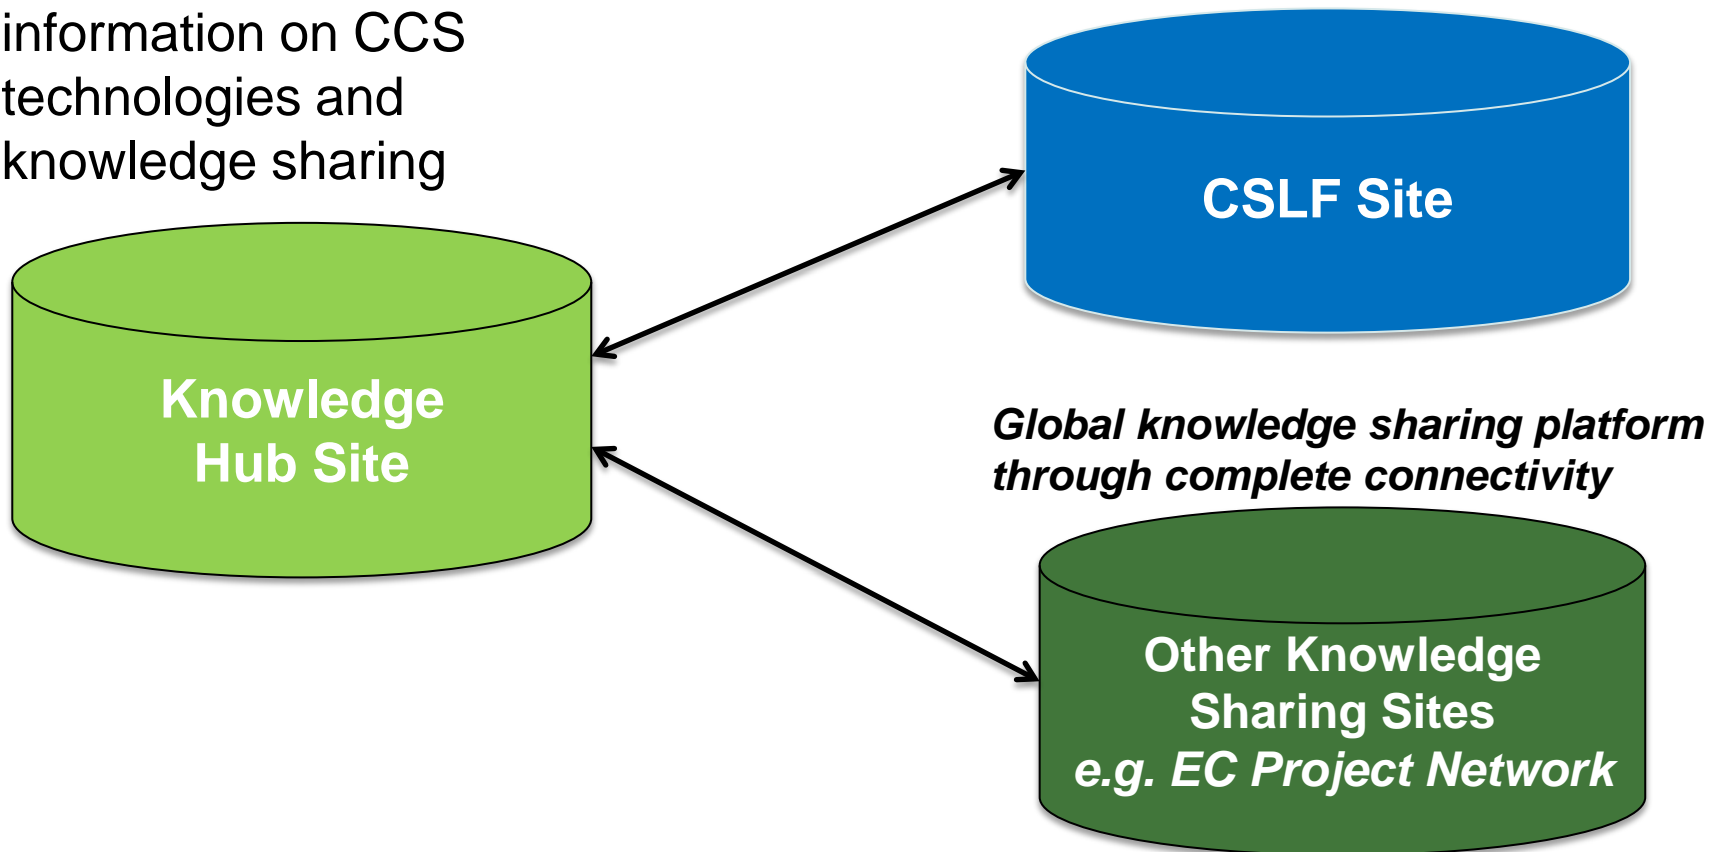 information on CCS
technologies and
knowledge sharing
CSLF Site
Knowledge
Hub Site
Global knowledge sharing platform
through complete connectivity
Other Knowledge
Sharing Sites
e.g. EC Project Network